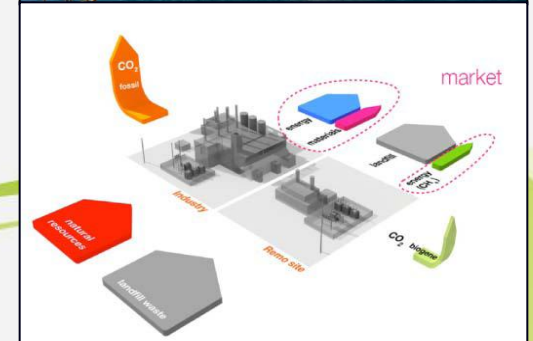 CO2
fossil
market
energy
materials
landfill
energy
(CH4)
Industry
Remo site
CO2 biogene
natural
resources
landfill waste